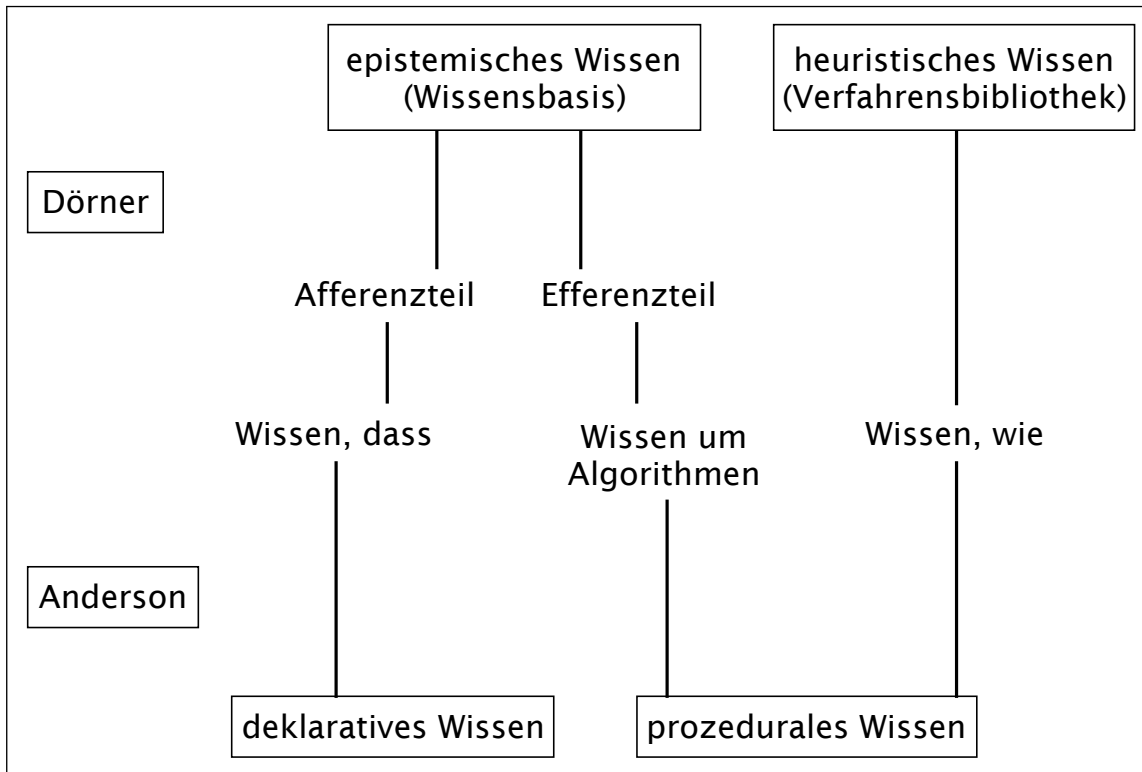 epistemisches Wissen
(Wissensbasis)
heuristisches Wissen
(Verfahrensbibliothek)
Dörner
Afferenzteil
Efferenzteil
Wissen, dass
Wissen um
Algorithmen
Wissen, wie
Anderson
deklaratives Wissen
prozedurales Wissen